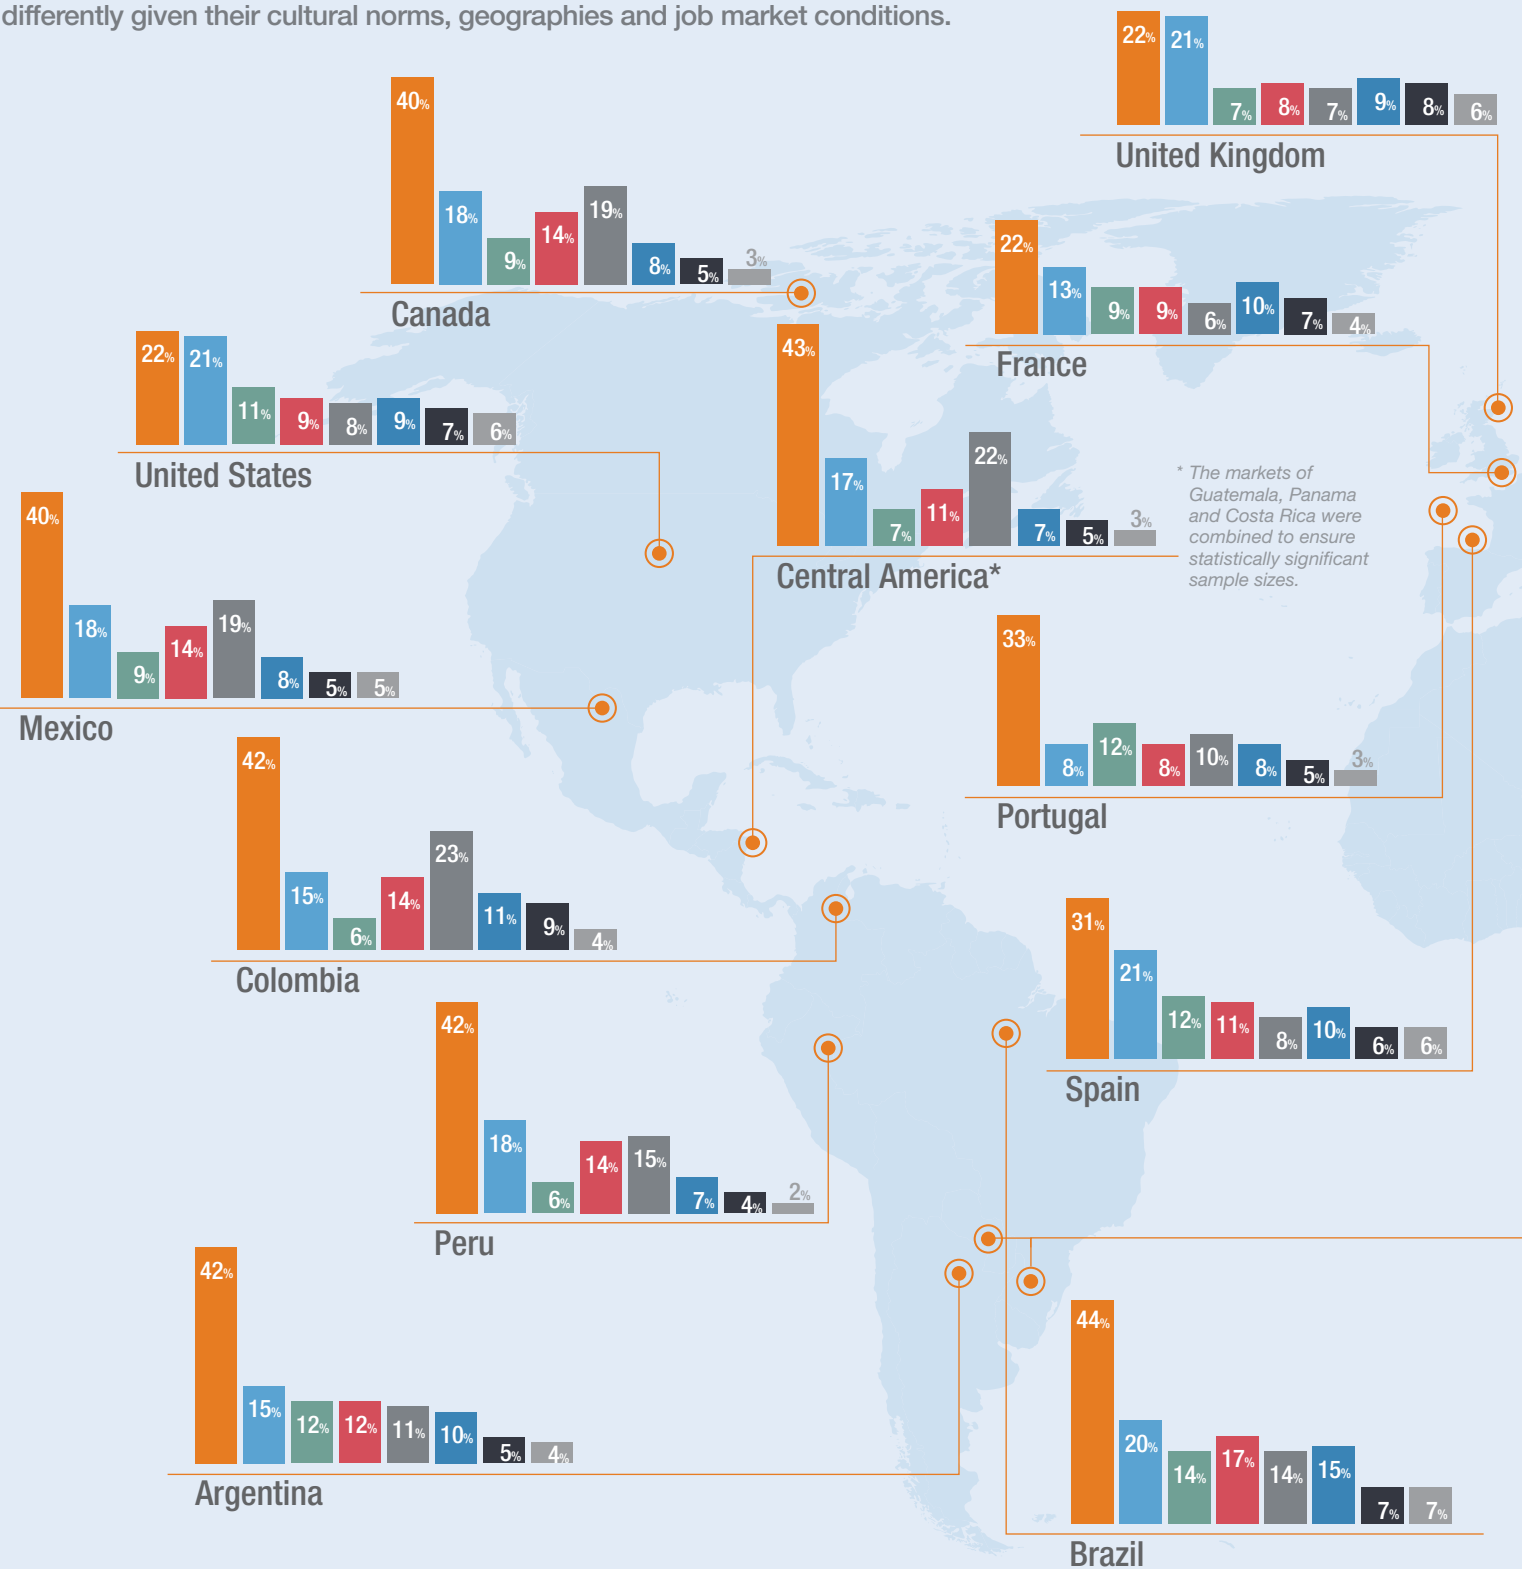 differently given their cultural norms, geographies and job market conditions.
22% 21% 7% 8% 7% 9% 8% 6%
United Kingdom
40% 18% 9% 14% 19% 8% 5% 3%
Canada
22% 13% 9% 9% 6% 10% 7% 4%
France
22% 21% 11% 9% 8% 9% 7% 6%
United States
43% 17% 7% 11% 22% 7% 5% 3%
Central America*
* The markets of
Guatemala, Panama
and Costa Rica were
combined to ensure
statistically significant
sample sizes.
40% 18% 9% 14% 19% 8% 5% 5%
Mexico
33% 8% 12% 8% 10% 8% 5% 3%
Portugal
42% 15% 6% 14% 23% 11% 9% 4%
Colombia
31% 21% 12% 11% 8% 10% 6% 6%
Spain
42% 18% 6% 14% 15% 7% 4% 2%
Peru
42% 15% 12% 12% 11% 10% 5% 4%
Argentina
44% 20% 14% 17% 14% 15% 7% 7%
Brazil